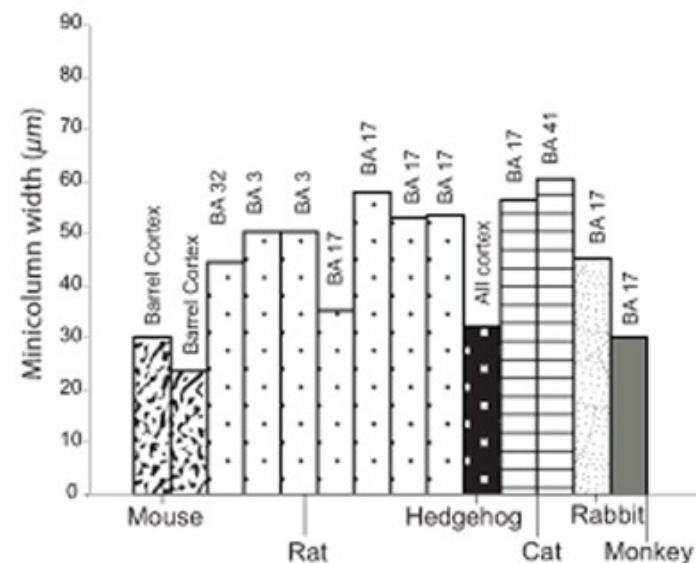 Minicolumn width (μm)
90
80
70
60
50
40
30
20
10
0
Barrel Cortex
Barrel Cortex
BA 32
BA 3
BA 3
BA 17
BA 17
BA 17
BA 17
All cortex
BA 17
BA 41
BA 17
BA 17
Mouse
Hedgehog
Rabbit
Rat
Cat
Monkey